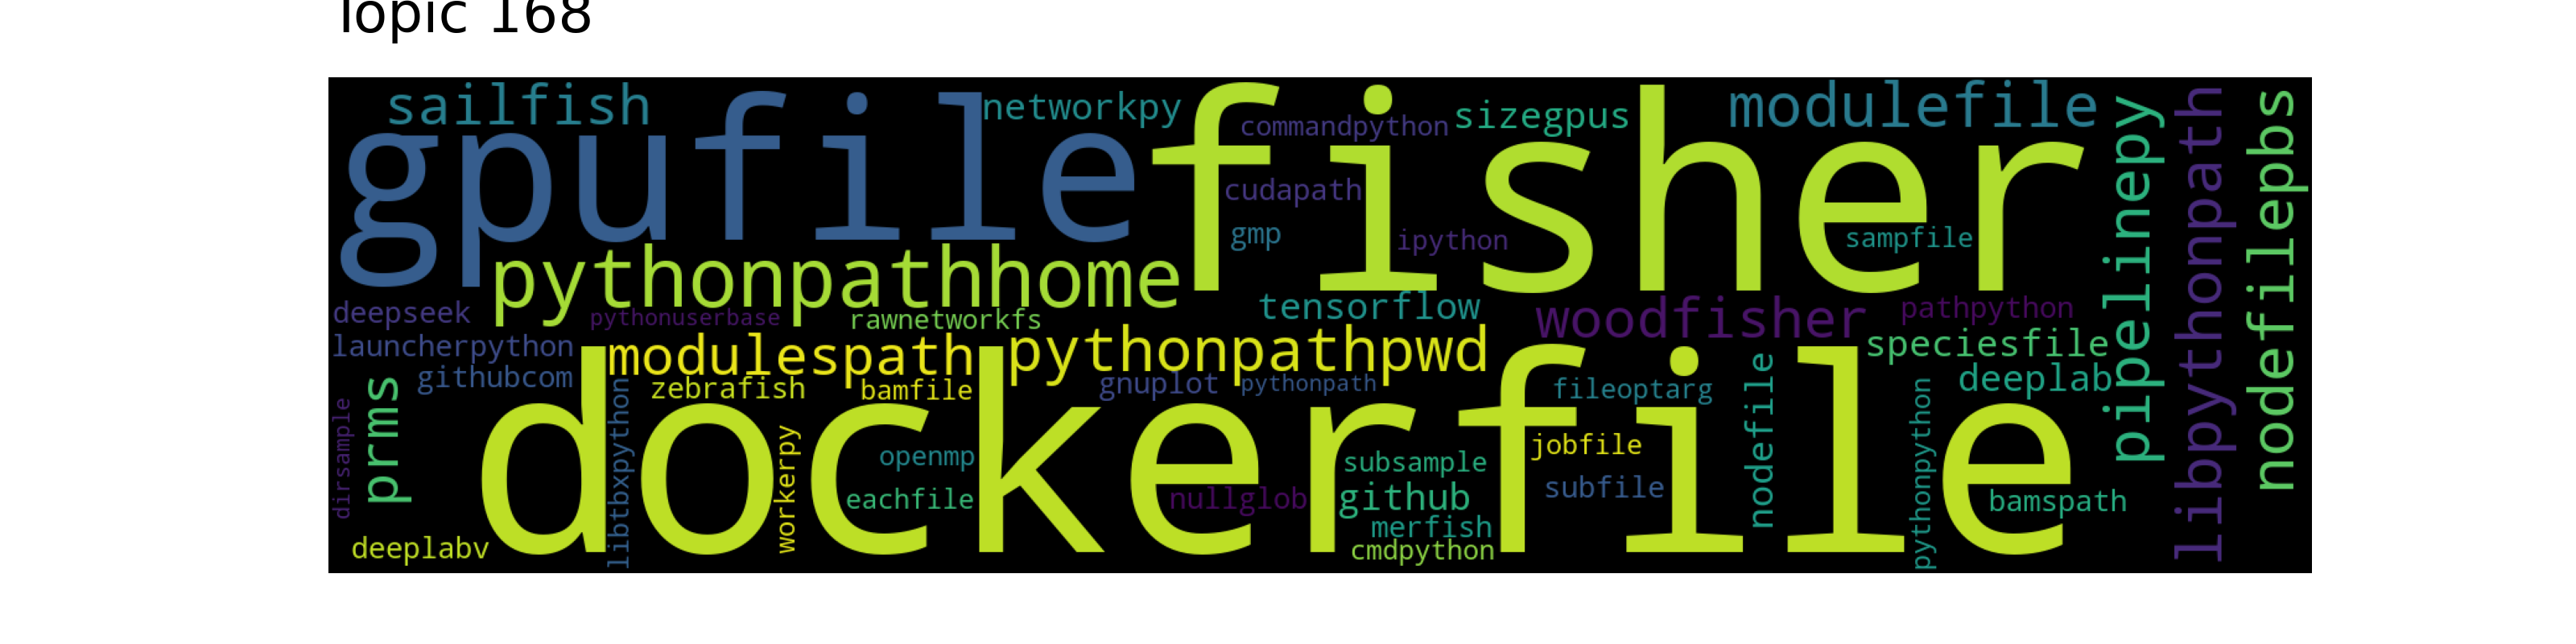 Topic 168
sailfish
gpufile
networkpy
fisher
commandpython
sizegpus
modulefile
cudapath
gmp
ipython
sampfile
pythonpathhome
deepseek
pythonuserbase
rawnetworkfs
tensorflow
woodfisher
pathpython
launcherpython
modulespath
pythonpathpwd
speciesfile
githubcom
zebrafish
bamfile
gnuplot
pythonpath
fileoptarg
deeplab
dirsample
prms
dockerfile
libtbxpython
workerpy
openmp
eachfile
nullglob
subsample
github
merfish
cmdpython
jobfile
subfile
nodefile
pythonpython
bamspath
deeplabv
pipelinepy
libpythonpath
nodefilepbs